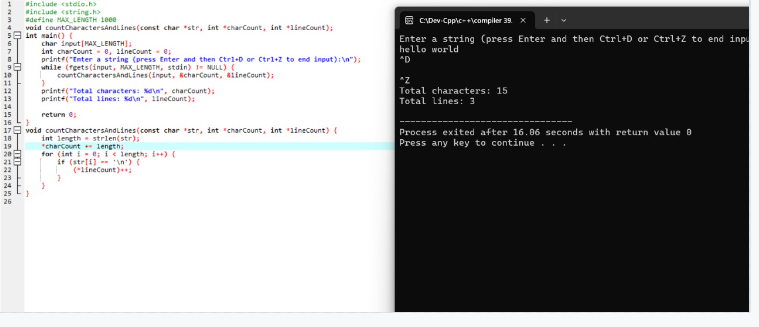 1 #include <stdio.h>
2 #include <string.h>
3 #define MAX_LENGTH 1000
4 void countCharactersAndLines(const char *str, int *charCount, int *lineCount);
5 int main() {
6 char input[MAX_LENGTH];
7 int charCount = 0, lineCount = 0;
8 printf("Enter a string (press Enter and then Ctrl+D or Ctrl+Z to end input):\n");
9 while (fgets(input, MAX_LENGTH, stdin) != NULL) {
10 countCharactersAndLines(input, &charCount, &lineCount);
11 }
12 printf("Total characters: %d\n", charCount);
13 printf("Total lines: %d\n", lineCount);
14
15 return 0;
16 }
17 void countCharactersAndLines(const char *str, int *charCount, int *lineCount) {
18 int length = strlen(str);
19 *charCount += length;
20 for (int i = 0; i < length; i++) {
21 if (str[i] == '\n') {
22 (*lineCount)++;
23 }
24 }
25 }
26
C:\Dev-Cpp\c++\compiler 39.
Enter a string (press Enter and then Ctrl+D or Ctrl+Z to end inpu
hello world
^D
^Z
Total characters: 15
Total lines: 3
--------------------------------
Process exited after 16.06 seconds with return value 0
Press any key to continue . . .